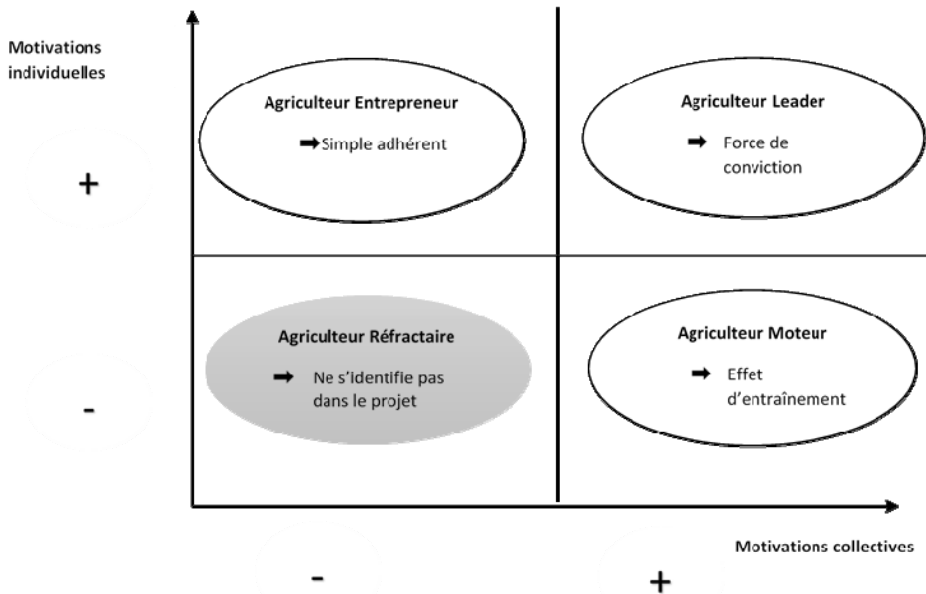 Motivations
individuelles
Agriculteur Entrepreneur
➡Simple adhérent
Agriculteur Leader
➡ Force de
conviction
+
Agriculteur Réfractaire
➡ Ne s'identifie pas
dans le projet
Agriculteur Moteur
➡ Effet
d'entraînement
-
Motivations collectives
-
+